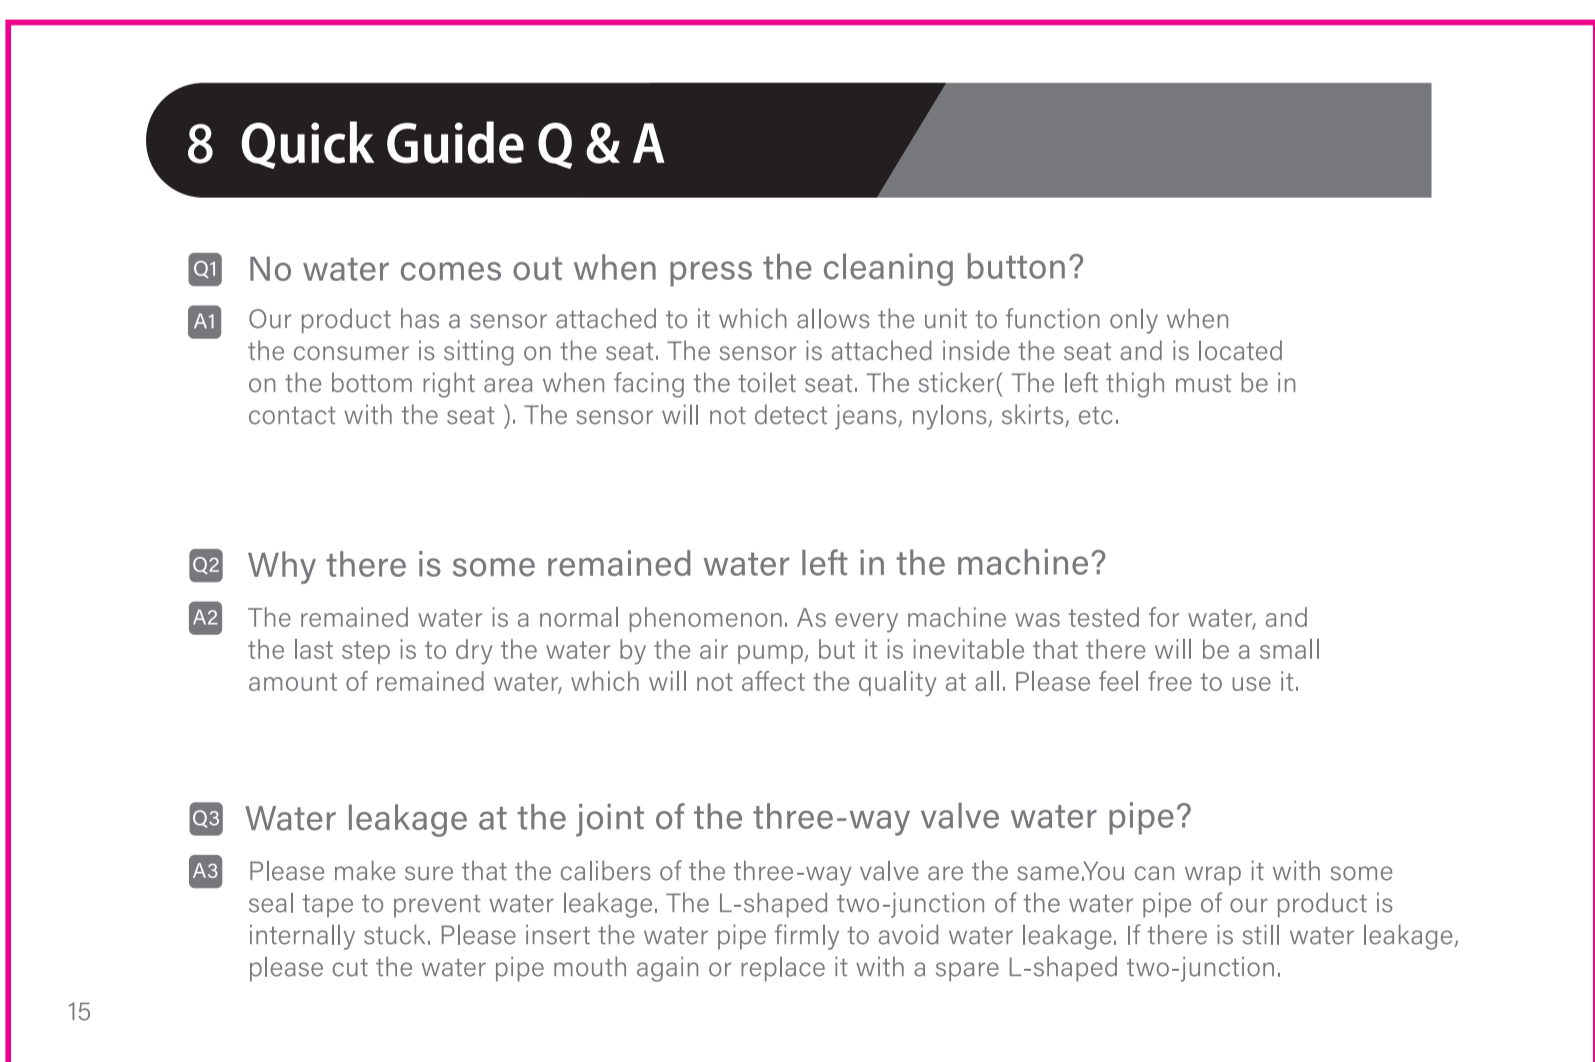 8 Quick Guide Q & A
Q1 No water comes out when press the cleaning button?
A1 Our product has a sensor attached to it which allows the unit to function only when
the consumer is sitting on the seat. The sensor is attached inside the seat and is located
on the bottom right area when facing the toilet seat. The sticker( The left thigh must be in
contact with the seat ). The sensor will not detect jeans, nylons, skirts, etc.
Q2 Why there is some remained water left in the machine?
A2 The remained water is a normal phenomenon. As every machine was tested for water, and
the last step is to dry the water by the air pump, but it is inevitable that there will be a small
amount of remained water, which will not affect the quality at all. Please feel free to use it.
Q3 Water leakage at the joint of the three-way valve water pipe?
A3 Please make sure that the calibers of the three-way valve are the same.You can wrap it with some
seal tape to prevent water leakage. The L-shaped two-junction of the water pipe of our product is
internally stuck. Please insert the water pipe firmly to avoid water leakage. If there is still water leakage,
please cut the water pipe mouth again or replace it with a spare L-shaped two-junction.
15